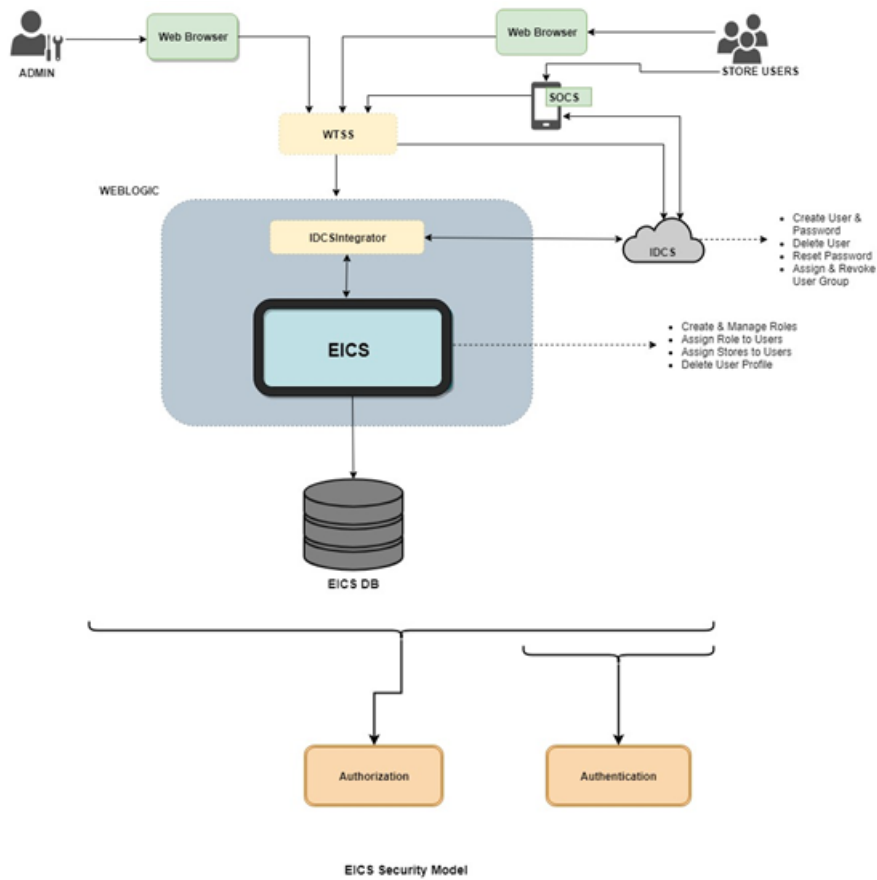 Web Browser
Web Browser
ADMIN
STORE USERS
SOCS
WTSS
WEBLOGIC
IDCSIntegrator
IDCS
• Create User &
Password
• Delete User
• Reset Password
• Assign & Revoke
User Group
EICS
• Create & Manage Roles
• Assign Role to Users
• Assign Stores to Users
• Delete User Profile
EICS DB
Authorization
Authentication
EICS Security Model